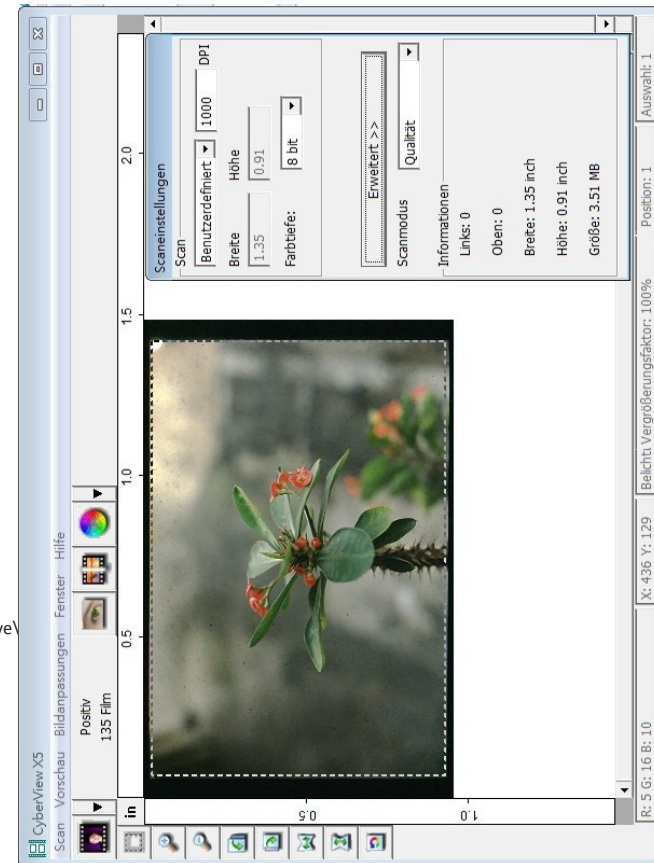 CyberView X5
Scan Vorschau Bildanpassungen Fenster Hilfe
Positiv
135 Film
in
0.5
1.0
1.5
2.0
0.5
1.0
Scaneinstellungen
Scan
Benutzerdefiniert 1000 DPI
Breite Höhe
1.35 0.91
Farbtiefe: 8 bit
Erweitert >>
Scanmodus Qualität
Informationen
Links: 0
Oben: 0
Breite: 1.35 inch
Höhe: 0.91 inch
Größe: 3.51 MB
R: 5 G: 16 B: 10
X: 436 Y: 129
Belichtu Vergrößerungsfaktor: 100%
Position: 1
Auswahl: 1
ve\